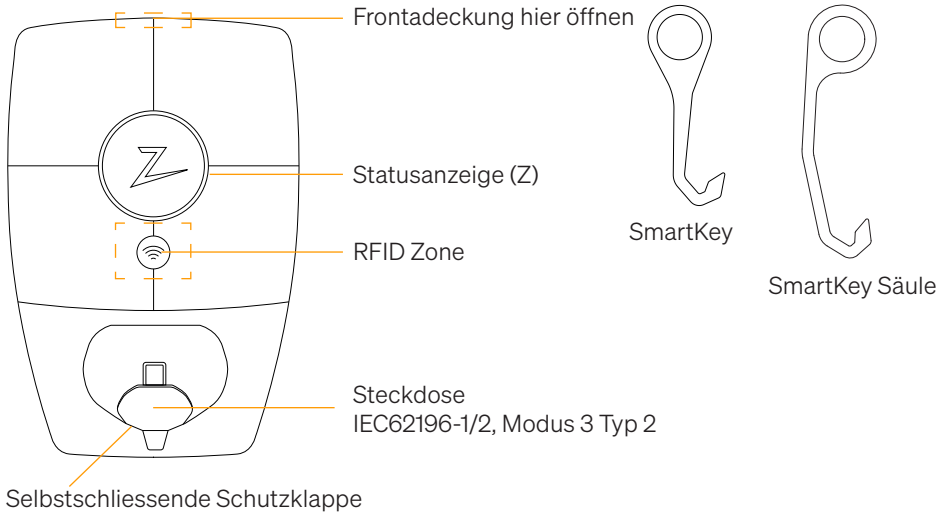 Frontadeckung hier öffnen
Statusanzeige (Z)
RFID Zone
SmartKey
SmartKey Säule
Steckdose
IEC62196-1/2, Modus 3 Typ 2
Selbstschliessende Schutzklappe